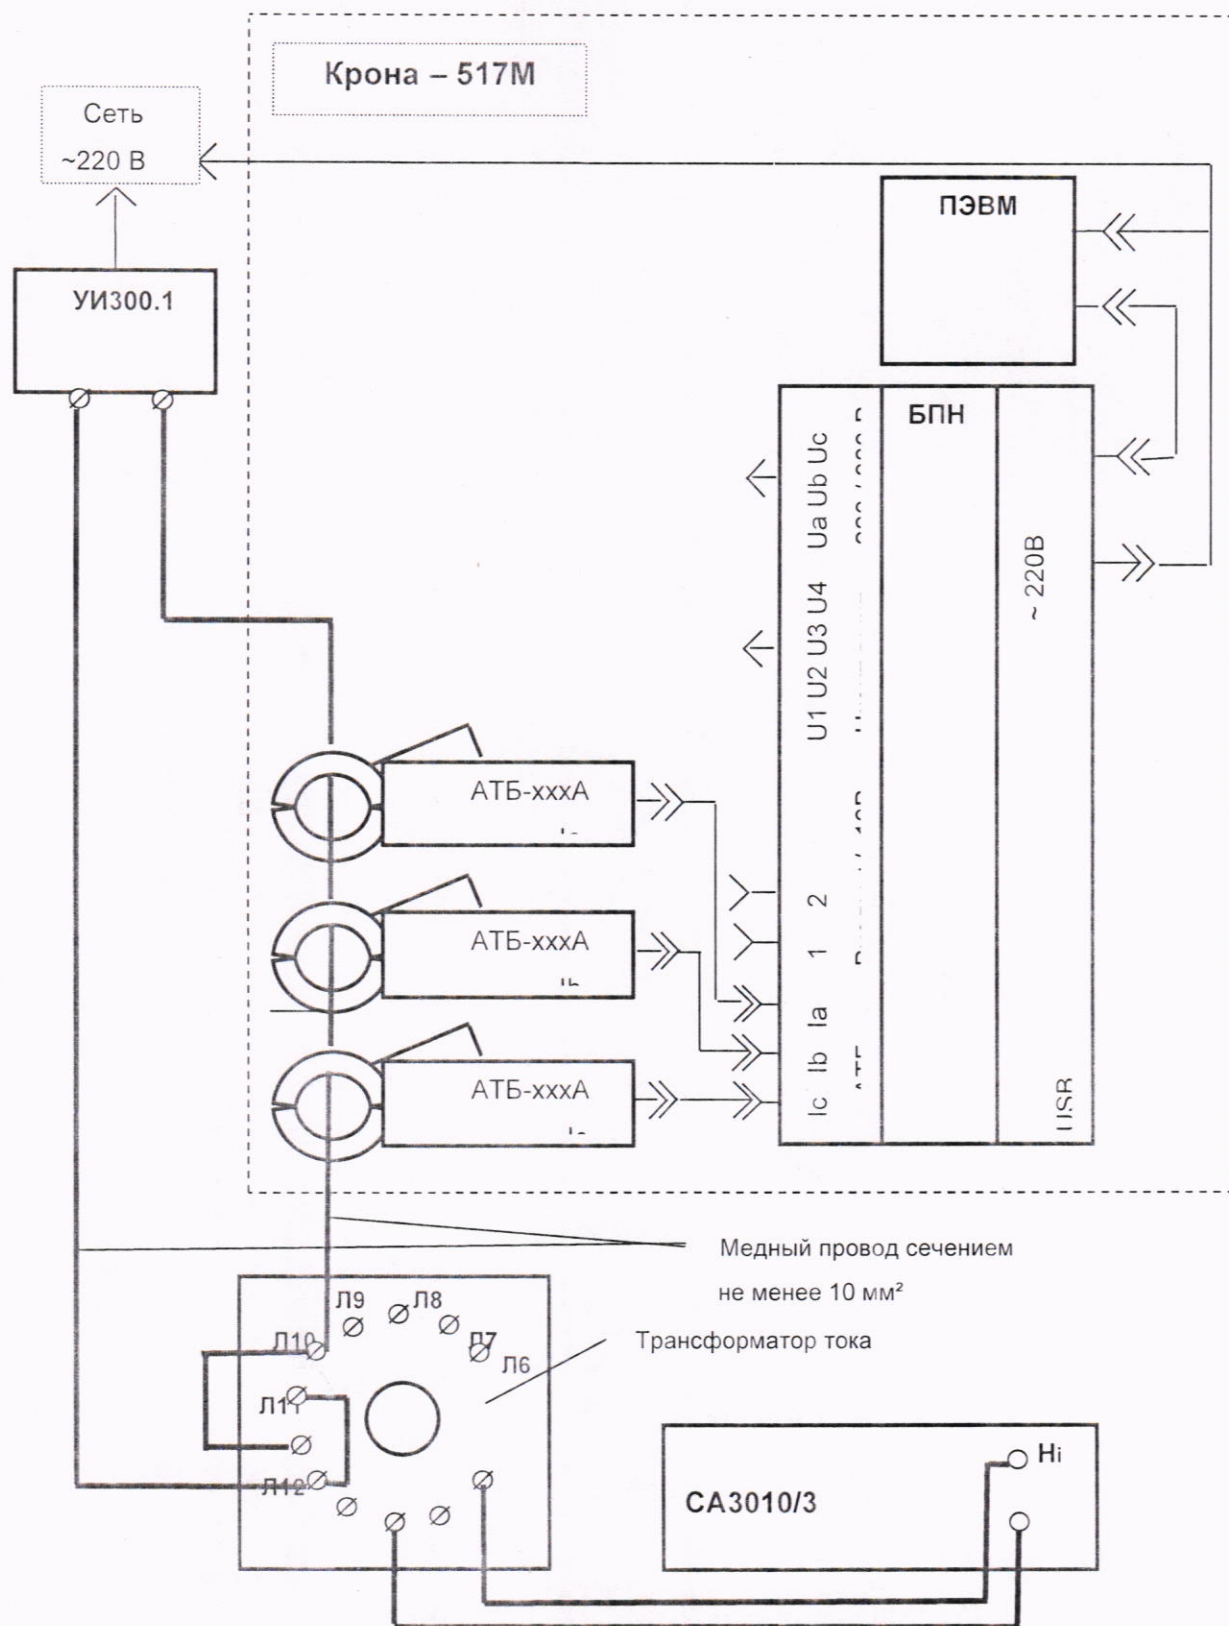 Крона – 517М
Сеть
~220 В
ПЭВМ
УИ300.1
БПН
Ua Ub Uc
U1 U2 U3 U4
~ 220В
АТБ-хххА
2
АТБ-хххА
1
Ia
Ib
АТБ-хххА
Ic
USB
Медный провод сечением
не менее 10 мм²
Трансформатор тока
Л9
Л8
Л10
Л7
Л6
Л11
Л12
Hi
СА3010/3